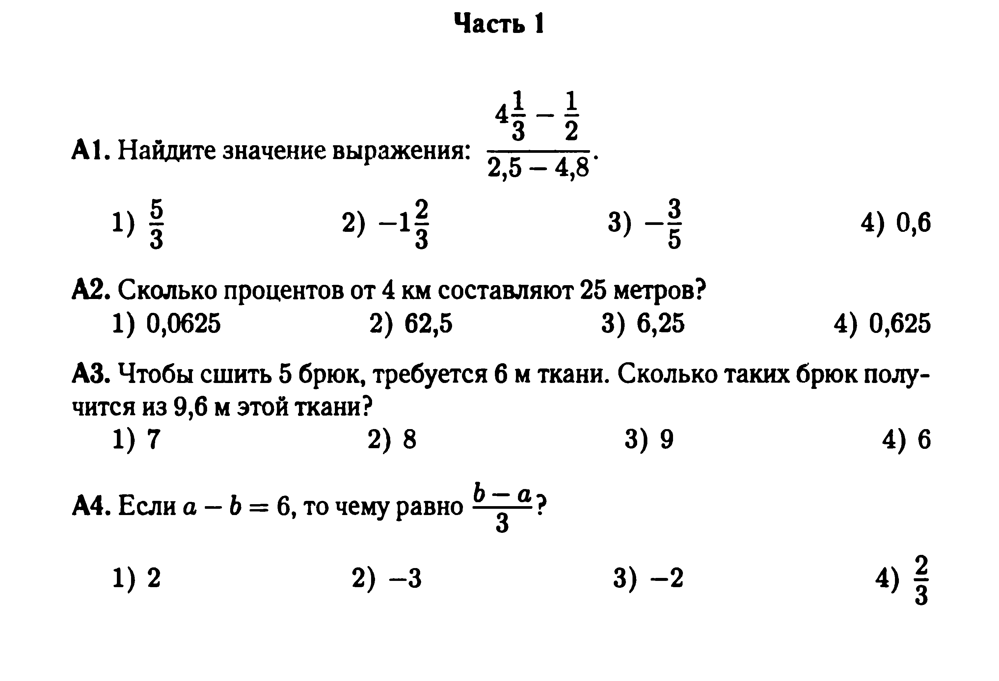 Часть 1
А1. Найдите значение выражения: \frac{4\frac{1}{3} − \frac{1}{2}}{2,5 − 4,8}.
1) \frac{5}{3} 2) −1\frac{2}{3} 3) −\frac{3}{5} 4) 0,6
А2. Сколько процентов от 4 км составляют 25 метров?
1) 0,0625 2) 62,5 3) 6,25 4) 0,625
А3. Чтобы сшить 5 брюк, требуется 6 м ткани. Сколько таких брюк полу-
чится из 9,6 м этой ткани?
1) 7 2) 8 3) 9 4) 6
А4. Если a − b = 6, то чему равно \frac{b − a}{3}?
1) 2 2) −3 3) −2 4) \frac{2}{3}